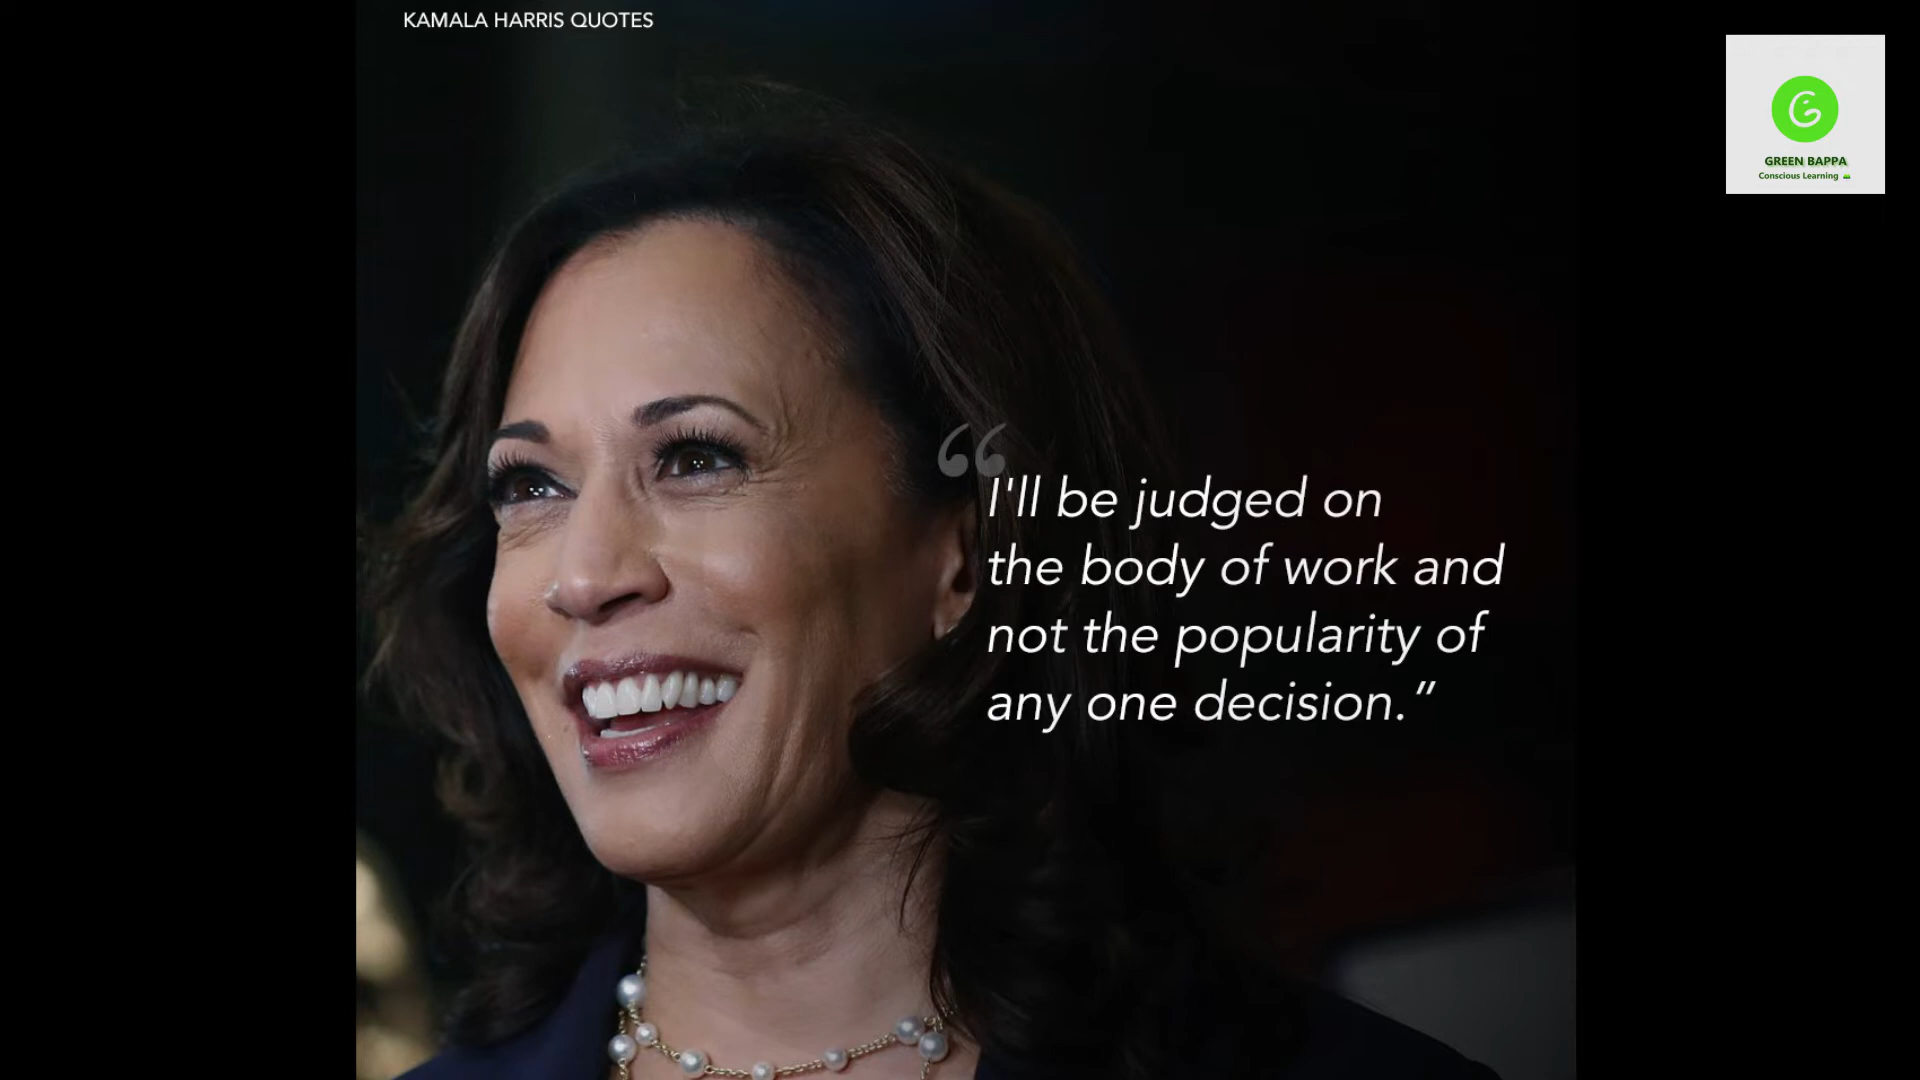 KAMALA HARRIS QUOTES
GREEN BAPPA
Conscious Learning
“I'll be judged on
the body of work and
not the popularity of
any one decision.”